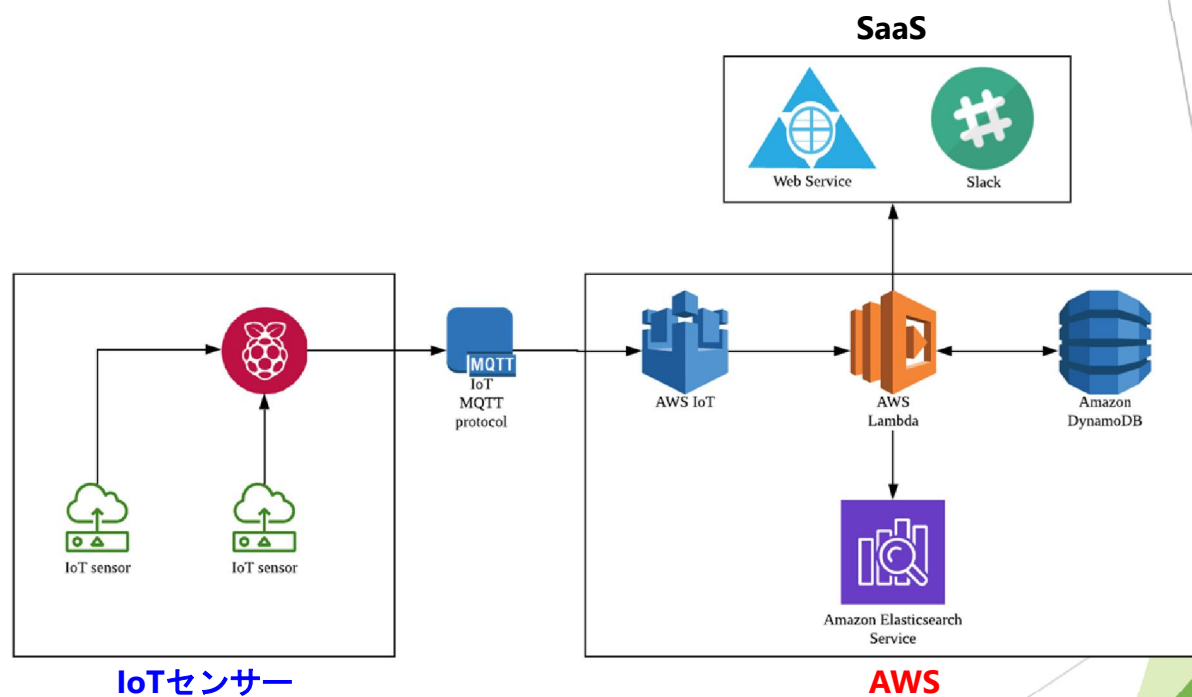 SaaS
Web Service
Slack
MQTT
IoT
MQTT
protocol
AWS IoT
AWS
Lambda
Amazon
DynamoDB
IoT sensor
IoT sensor
Amazon Elasticsearch
Service
IoTセンサー
AWS